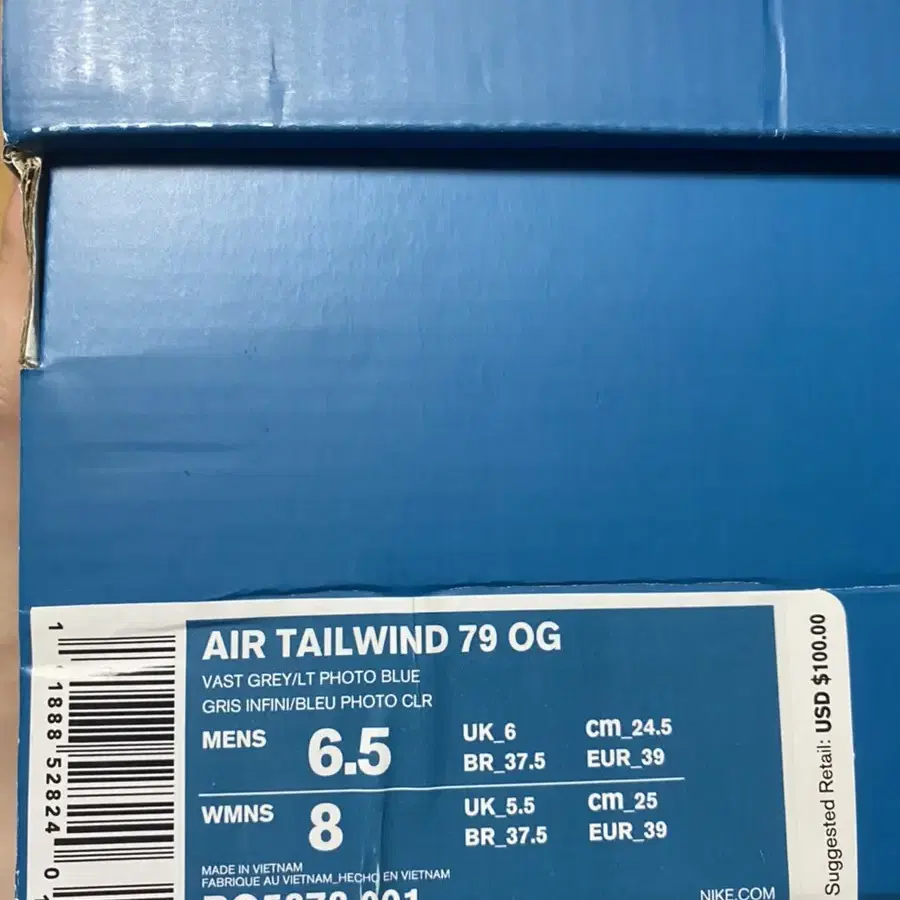 AIR TAILWIND 79 OG
VAST GREY/LT PHOTO BLUE
GRIS INFINI/BLEU PHOTO CLR
MENS 6.5 UK_6 cm_24.5
BR_37.5 EUR_39
WMNS 8 UK_5.5 cm_25
BR_37.5 EUR_39
MADE IN VIETNAM
FABRIQUE AU VIETNAM_HECHO EN VIETNAM
NIKE.COM
Suggested Retail: USD $100.00
1 1888 52824 0